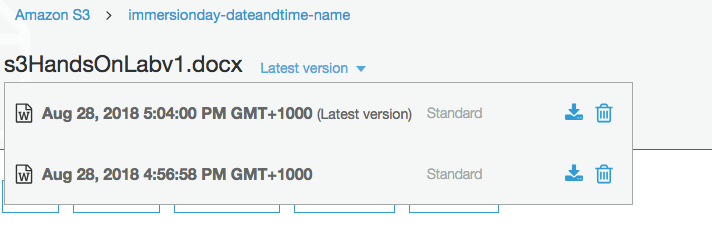 Amazon S3 > immersionday-dateandtime-name
s3HandsOnLabv1.docx Latest version
W Aug 28, 2018 5:04:00 PM GMT+1000 (Latest version) Standard
W Aug 28, 2018 4:56:58 PM GMT+1000 Standard